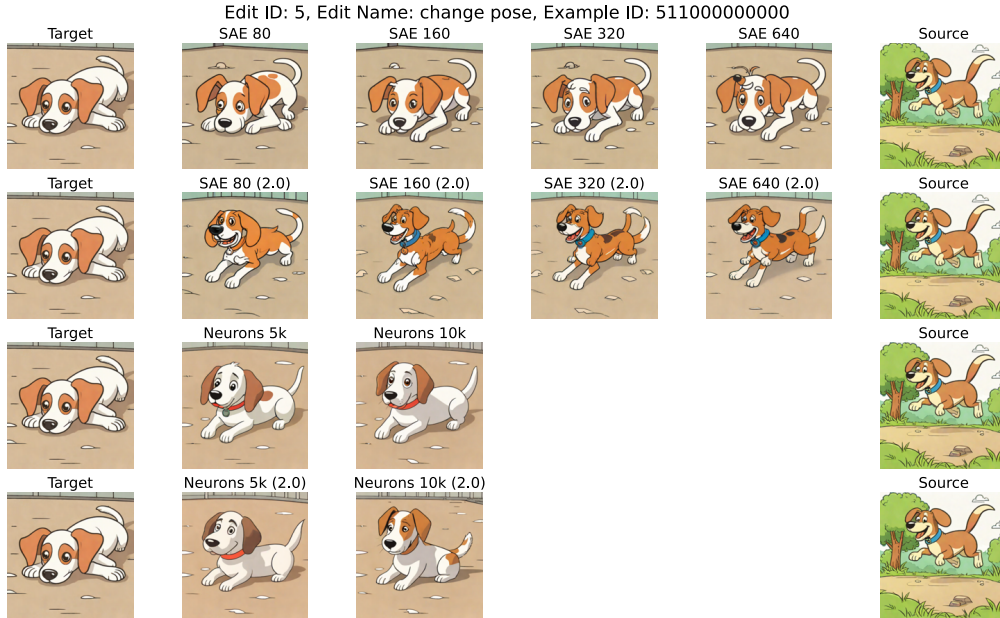 Edit ID: 5, Edit Name: change pose, Example ID: 511000000000
Target SAE 80 SAE 160 SAE 320 SAE 640 Source
Target SAE 80 (2.0) SAE 160 (2.0) SAE 320 (2.0) SAE 640 (2.0) Source
Target Neurons 5k Neurons 10k Source
Target Neurons 5k (2.0) Neurons 10k (2.0) Source